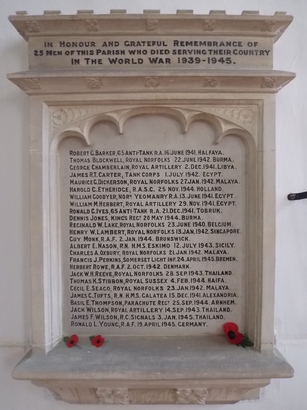 IN HONOUR AND GRATEFUL REMEMBRANCE OF
25 MEN OF THIS PARISH WHO DIED SERVING THEIR COUNTRY
IN THE WORLD WAR 1939-1945.
ROBERT G. BARKER, 65 ANTI-TANK R.A. 16 JUNE 1941. HALFAYA.
THOMAS BLOCKWELL, ROYAL NORFOLKS 22 JUNE 1942. BURMA.
GEORGE CHAMBERLAIN, ROYAL ARTILLERY 2. DEC. 1941. LIBYA.
JAMES R.T. CARTER, TANK CORPS 1. JULY 1942. EGYPT.
MAURICE G. DICKERSON, ROYAL NORFOLKS 27 JAN. 1942. MALAYA.
HAROLD G. ETHERIDGE, R.A.S.C. 25 NOV. 1944. HOLLAND.
WILLIAM GOODBY, NORF. YEOMANRY R.A. 13 JUNE 1941. EGYPT.
WILLIAM M. HERBERT, ROYAL ARTILLERY 29 NOV. 1941. EGYPT.
RONALD C. IVES, 65 ANTI-TANK R.A. 21 DEC. 1941. TOBRUK.
DENNIS JONES, KINGS REGT 20 MAY 1944. BURMA.
REGINALD W. LAKE, ROYAL NORFOLKS 23 JUNE 1940. BELGIUM.
HENRY W. LAMBERT, ROYAL NORFOLKS 13 JAN. 1942. SINGAPORE.
GUY MONK, R.A.F. 2. JAN. 1944. BRUNSWICK.
ALBERT E. MASON, R.N. H.M.S. ESKIMO 12. JULY 1943. SICILY.
CHARLES A. OXBURY, ROYAL NORFOLKS 21. JAN. 1942. MALAYA.
FRANCIS J. PERKINS, SOMERSET LIGHT INF. 24. APRIL 1945. BREMEN.
HERBERT ROWE, R.A.F. 2. OCT. 1942. DENMARK.
JACK W.H. REEVE, ROYAL NORFOLKS 28 SEP. 1943. THAILAND.
THOMAS K. STIBBON, ROYAL SUSSEX 4. FEB. 1944. HAIFA.
CECIL E. SEAGO, ROYAL NORFOLKS 23 JAN. 1942. MALAYA.
JAMES C. TUFTS, R.N. H.M.S. GALATEA 15 DEC. 1941. ALEXANDRIA.
BASIL E. THOMPSON, PARACHUTE REGT 25 SEP. 1944. ARNHEM.
JACK WILSON, ROYAL ARTILLERY 14 SEP. 1943. THAILAND.
JAMES F. WILSON, R.C. SIGNALS 3. JAN. 1945. THAILAND.
RONALD L. YOUNG, R.A.F. 19. APRIL 1945. GERMANY.